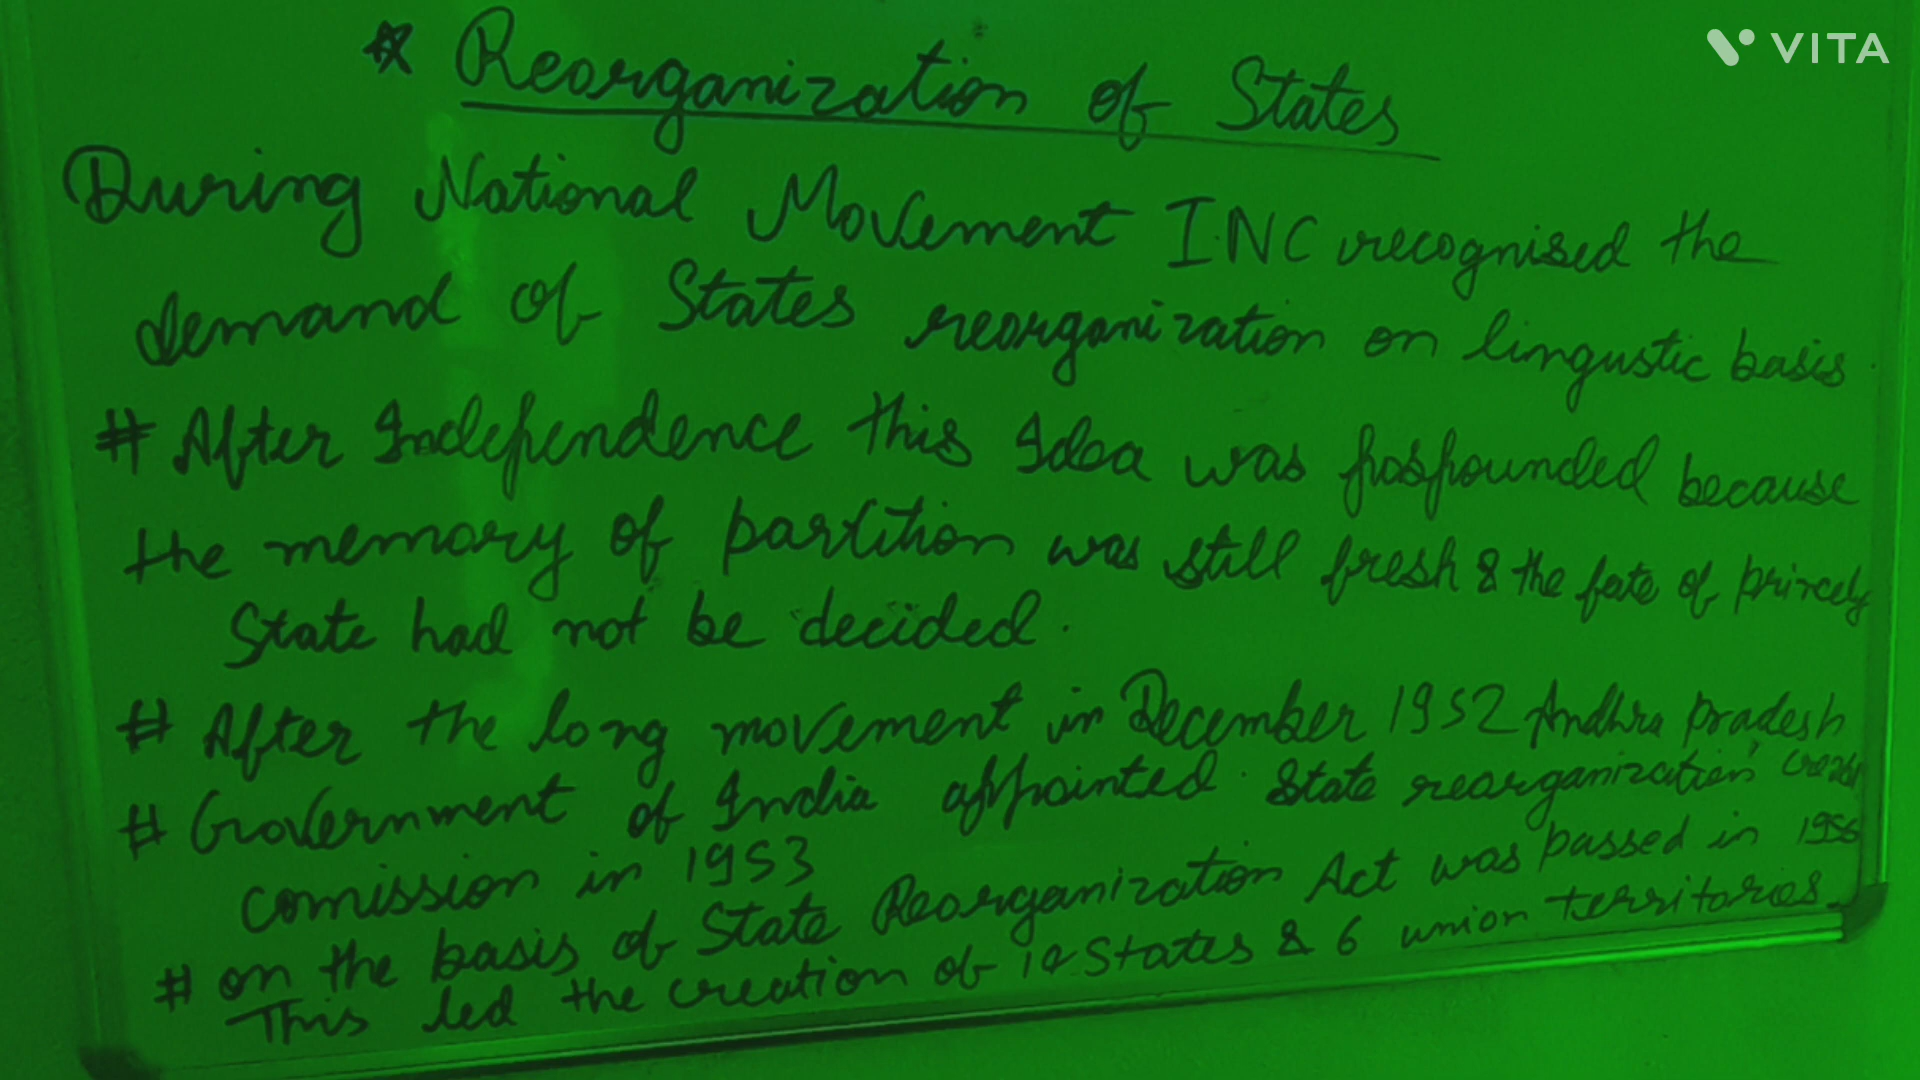 VITA
☆ Reorganization of States
During National Movement INC recognised the
demand of States reorganization on lingustic basis
# After Independence this Idea was pospounded because
the memory of partition was still fresh & the fate of princely
State had not be decided.
# After the long movement in December 1952 Andhra pradesh
# Government of India appointed State reorganization
comission in 1953
# on the basis of State Reorganization Act was passed in 1956
This led the creation of States & 6 union territories.